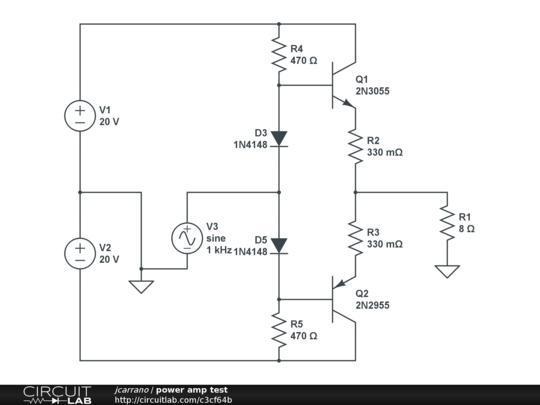 R4
470 Ω
Q1
2N3055
V1
20 V
D3
1N4148
R2
330 mΩ
V3
sine
1 kHz
R1
8 Ω
V2
20 V
D5
1N4148
R3
330 mΩ
Q2
2N2955
R5
470 Ω
CIRCUIT
LAB
jcarrano / power amp test
http://circuitlab.com/c3cf64b